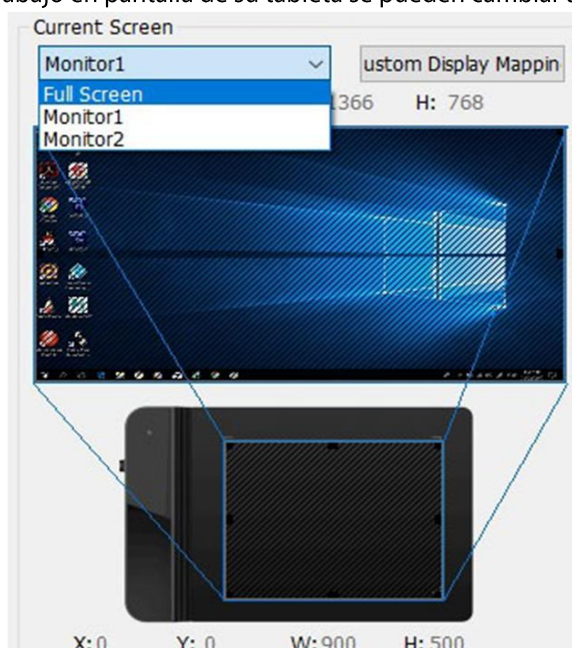 abajo en pantalla de su tableta se pueden cambiar
Current Screen
Monitor1 ustom Display Mappin
Full Screen 1366 H: 768
Monitor1
Monitor2
X: 0 Y: 0 W: 900 H: 500